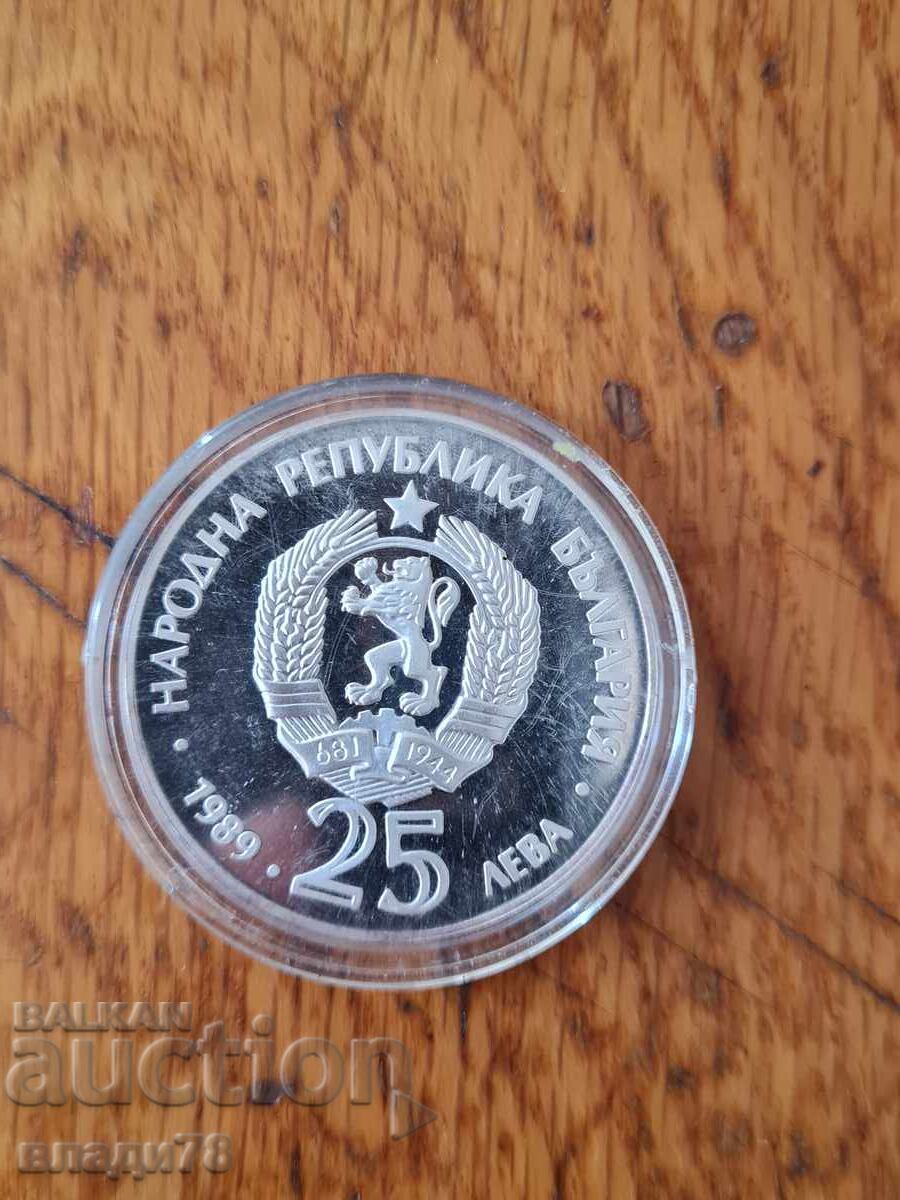 НАРОДНА РЕПУБЛИКА БЪЛГАРИЯ
681 1944
1989
25 ЛЕВА
BALKAN
auction
влади78